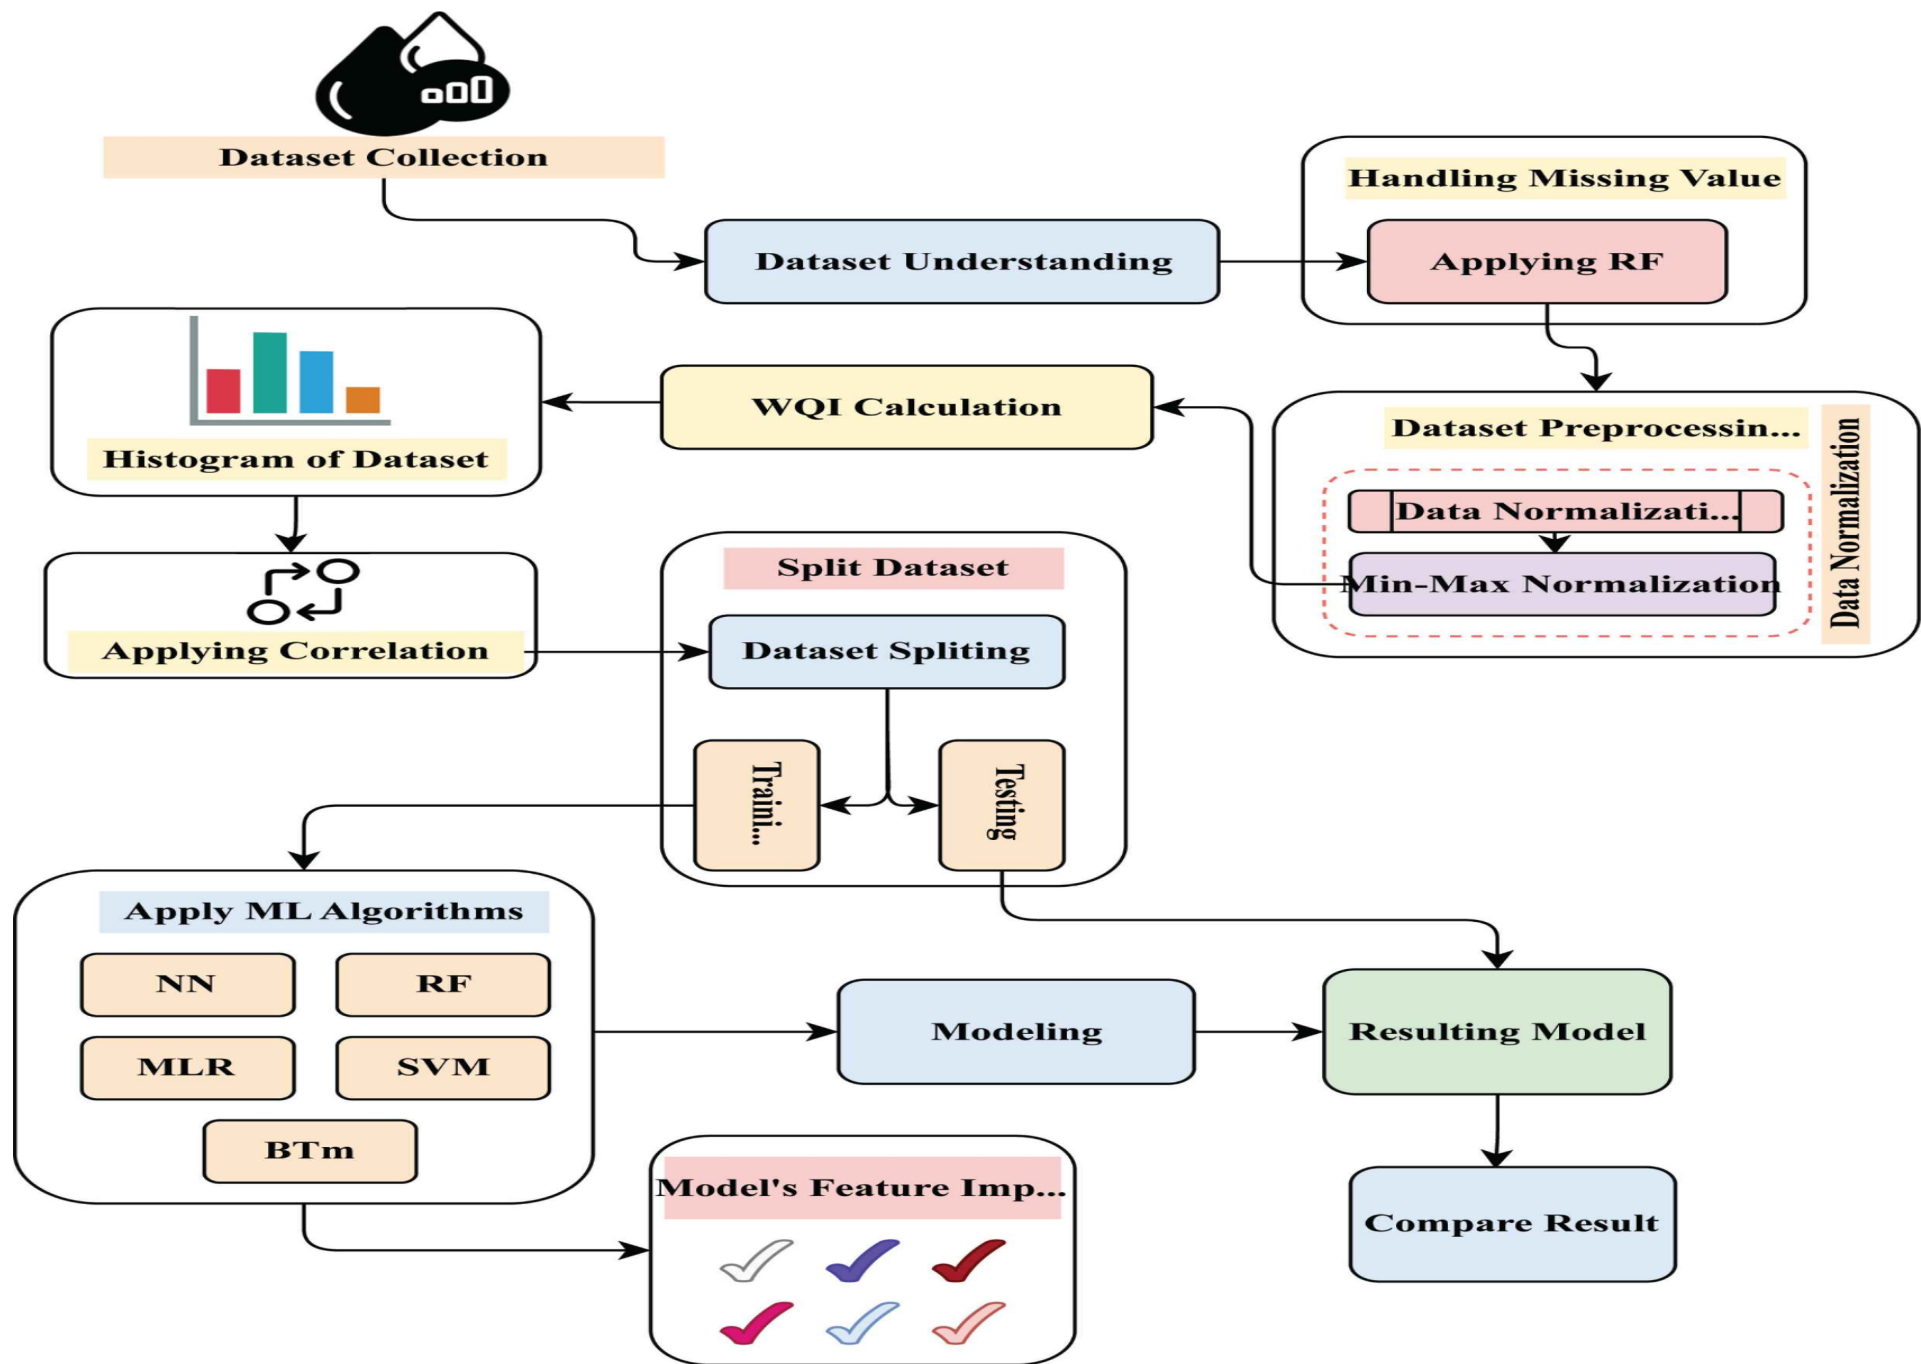 Dataset Collection
Handling Missing Value
Dataset Understanding
Applying RF
WQI Calculation
Histogram of Dataset
Dataset Preprocessin...
Data Normalization
Data Normalizati...
Min-Max Normalization
Applying Correlation
Split Dataset
Dataset Spliting
Traini...
Testing
Apply ML Algorithms
NN
RF
MLR
SVM
BTm
Modeling
Resulting Model
Model's Feature Imp...
Compare Result